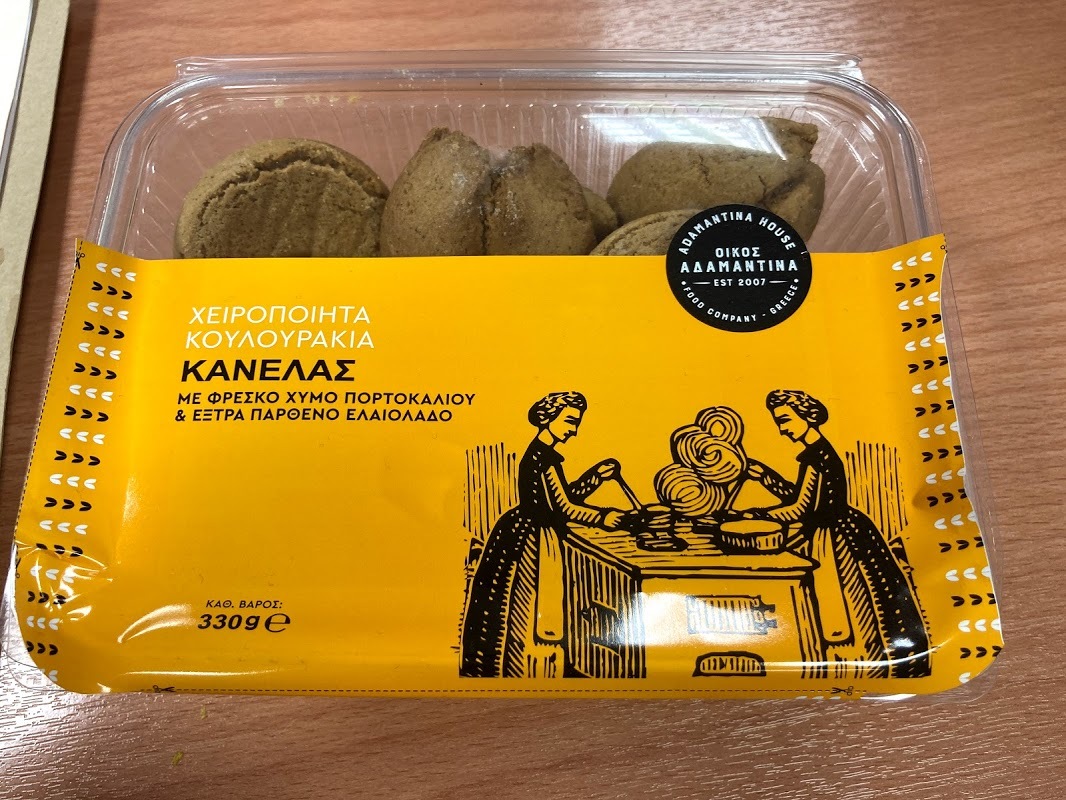 ADAMANTINA HOUSE
ΟΙΚΟΣ
ΑΔΑΜΑΝΤΙΝΑ
EST 2007
FOOD COMPANY - GREECE
ΧΕΙΡΟΠΟΙΗΤΑ
ΚΟΥΛΟΥΡΑΚΙΑ
ΚΑΝΕΛΑΣ
ΜΕ ΦΡΕΣΚΟ ΧΥΜΟ ΠΟΡΤΟΚΑΛΙΟΥ
& ΕΞΤΡΑ ΠΑΡΘΕΝΟ ΕΛΑΙΟΛΑΔΟ
ΚΑΘ. ΒΑΡΟΣ:
330g℮